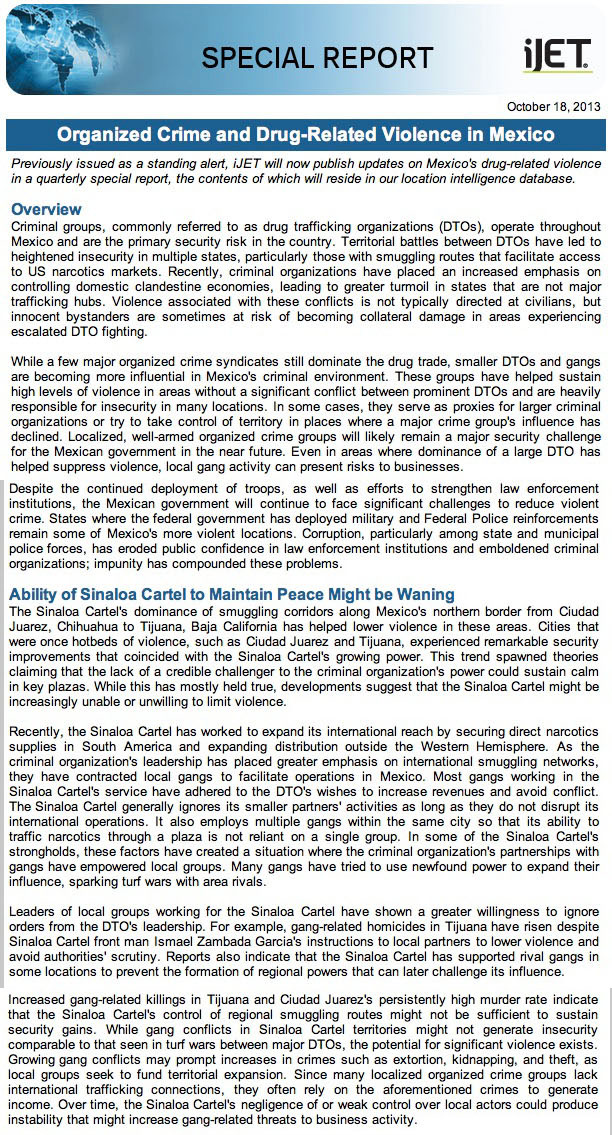 SPECIAL REPORT
iJET.
October 18, 2013
Organized Crime and Drug-Related Violence in Mexico
Previously issued as a standing alert, iJET will now publish updates on Mexico's drug-related violence
in a quarterly special report, the contents of which will reside in our location intelligence database.
Overview
Criminal groups, commonly referred to as drug trafficking organizations (DTOs), operate throughout
Mexico and are the primary security risk in the country. Territorial battles between DTOs have led to
heightened insecurity in multiple states, particularly those with smuggling routes that facilitate access
to US narcotics markets. Recently, criminal organizations have placed an increased emphasis on
controlling domestic clandestine economies, leading to greater turmoil in states that are not major
trafficking hubs. Violence associated with these conflicts is not typically directed at civilians, but
innocent bystanders are sometimes at risk of becoming collateral damage in areas experiencing
escalated DTO fighting.
While a few major organized crime syndicates still dominate the drug trade, smaller DTOs and gangs
are becoming more influential in Mexico's criminal environment. These groups have helped sustain
high levels of violence in areas without a significant conflict between prominent DTOs and are heavily
responsible for insecurity in many locations. In some cases, they serve as proxies for larger criminal
organizations or try to take control of territory in places where a major crime group's influence has
declined. Localized, well-armed organized crime groups will likely remain a major security challenge
for the Mexican government in the near future. Even in areas where dominance of a large DTO has
helped suppress violence, local gang activity can present risks to businesses.
Despite the continued deployment of troops, as well as efforts to strengthen law enforcement
institutions, the Mexican government will continue to face significant challenges to reduce violent
crime. States where the federal government has deployed military and Federal Police reinforcements
remain some of Mexico's more violent locations. Corruption, particularly among state and municipal
police forces, has eroded public confidence in law enforcement institutions and emboldened criminal
organizations; impunity has compounded these problems.
Ability of Sinaloa Cartel to Maintain Peace Might be Waning
The Sinaloa Cartel's dominance of smuggling corridors along Mexico's northern border from Ciudad
Juarez, Chihuahua to Tijuana, Baja California has helped lower violence in these areas. Cities that
were once hotbeds of violence, such as Ciudad Juarez and Tijuana, experienced remarkable security
improvements that coincided with the Sinaloa Cartel's growing power. This trend spawned theories
claiming that the lack of a credible challenger to the criminal organization's power could sustain calm
in key plazas. While this has mostly held true, developments suggest that the Sinaloa Cartel might be
increasingly unable or unwilling to limit violence.
Recently, the Sinaloa Cartel has worked to expand its international reach by securing direct narcotics
supplies in South America and expanding distribution outside the Western Hemisphere. As the
criminal organization's leadership has placed greater emphasis on international smuggling networks,
they have contracted local gangs to facilitate operations in Mexico. Most gangs working in the
Sinaloa Cartel's service have adhered to the DTO's wishes to increase revenues and avoid conflict.
The Sinaloa Cartel generally ignores its smaller partners' activities as long as they do not disrupt its
international operations. It also employs multiple gangs within the same city so that its ability to
traffic narcotics through a plaza is not reliant on a single group. In some of the Sinaloa Cartel's
strongholds, these factors have created a situation where the criminal organization's partnerships with
gangs have empowered local groups. Many gangs have tried to use newfound power to expand their
influence, sparking turf wars with area rivals.
Leaders of local groups working for the Sinaloa Cartel have shown a greater willingness to ignore
orders from the DTO's leadership. For example, gang-related homicides in Tijuana have risen despite
Sinaloa Cartel front man Ismael Zambada Garcia's instructions to local partners to lower violence and
avoid authorities' scrutiny. Reports also indicate that the Sinaloa Cartel has supported rival gangs in
some locations to prevent the formation of regional powers that can later challenge its influence.
Increased gang-related killings in Tijuana and Ciudad Juarez's persistently high murder rate indicate
that the Sinaloa Cartel's control of regional smuggling routes might not be sufficient to sustain
security gains. While gang conflicts in Sinaloa Cartel territories might not generate insecurity
comparable to that seen in turf wars between major DTOs, the potential for significant violence exists.
Growing gang conflicts may prompt increases in crimes such as extortion, kidnapping, and theft, as
local groups seek to fund territorial expansion. Since many localized organized crime groups lack
international trafficking connections, they often rely on the aforementioned crimes to generate
income. Over time, the Sinaloa Cartel's negligence of or weak control over local actors could produce
instability that might increase gang-related threats to business activity.